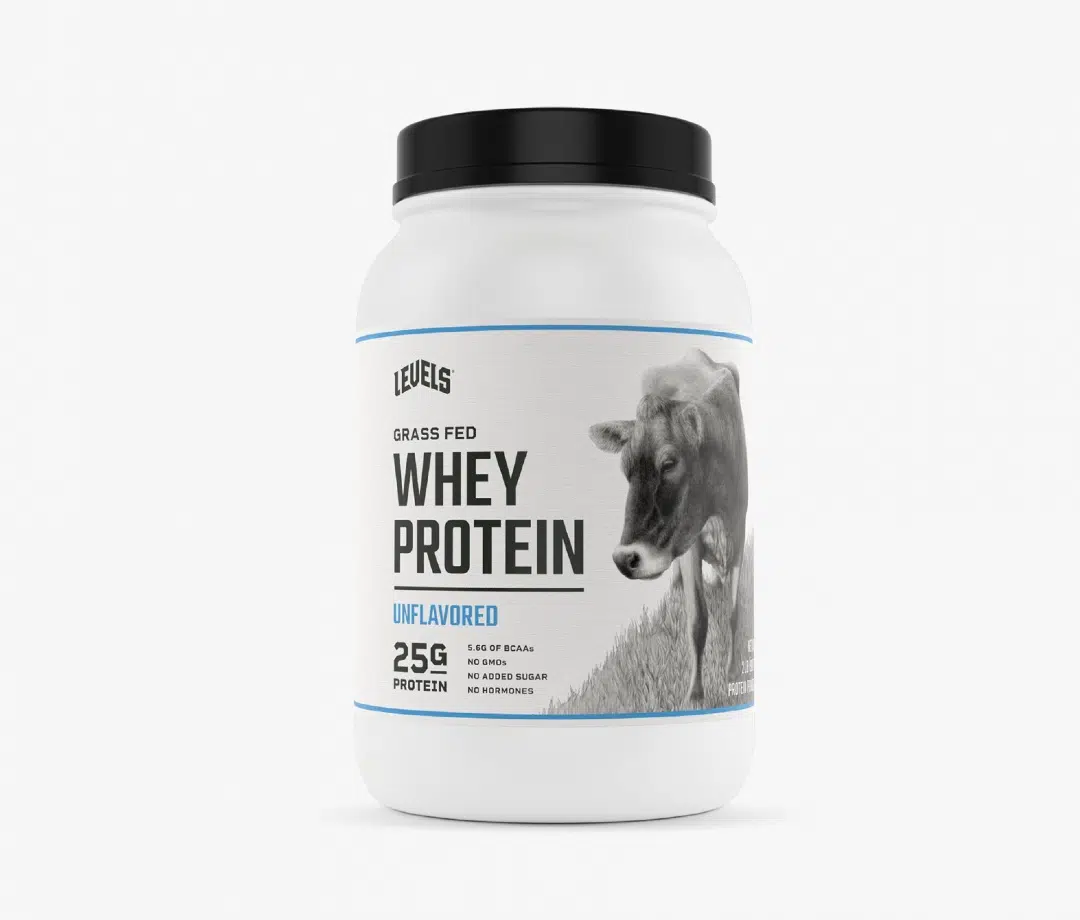 LEVELS
GRASS FED
WHEY
PROTEIN
UNFLAVORED
25G
PROTEIN
5.6G OF BCAAs
NO GMOs
NO ADDED SUGAR
NO HORMONES
PROTEIN